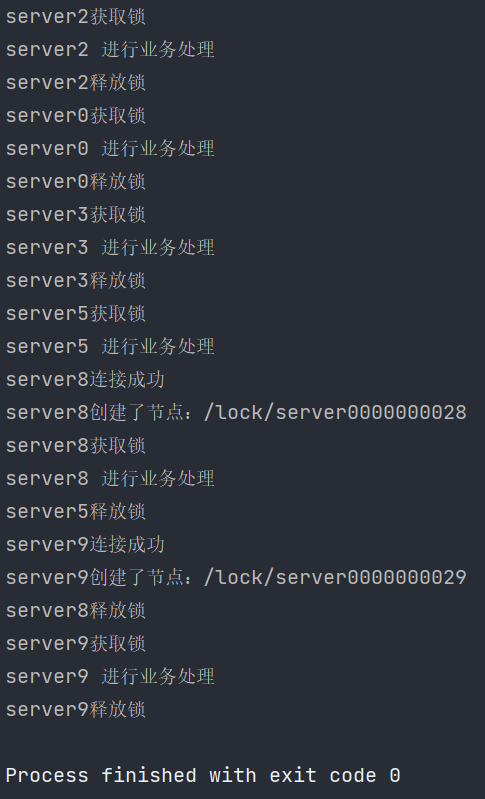 server2获取锁
server2 进行业务处理
server2释放锁
server0获取锁
server0 进行业务处理
server0释放锁
server3获取锁
server3 进行业务处理
server3释放锁
server5获取锁
server5 进行业务处理
server8连接成功
server8创建了节点：/lock/server0000000028
server8获取锁
server8 进行业务处理
server5释放锁
server9连接成功
server9创建了节点：/lock/server0000000029
server8释放锁
server9获取锁
server9 进行业务处理
server9释放锁
Process finished with exit code 0